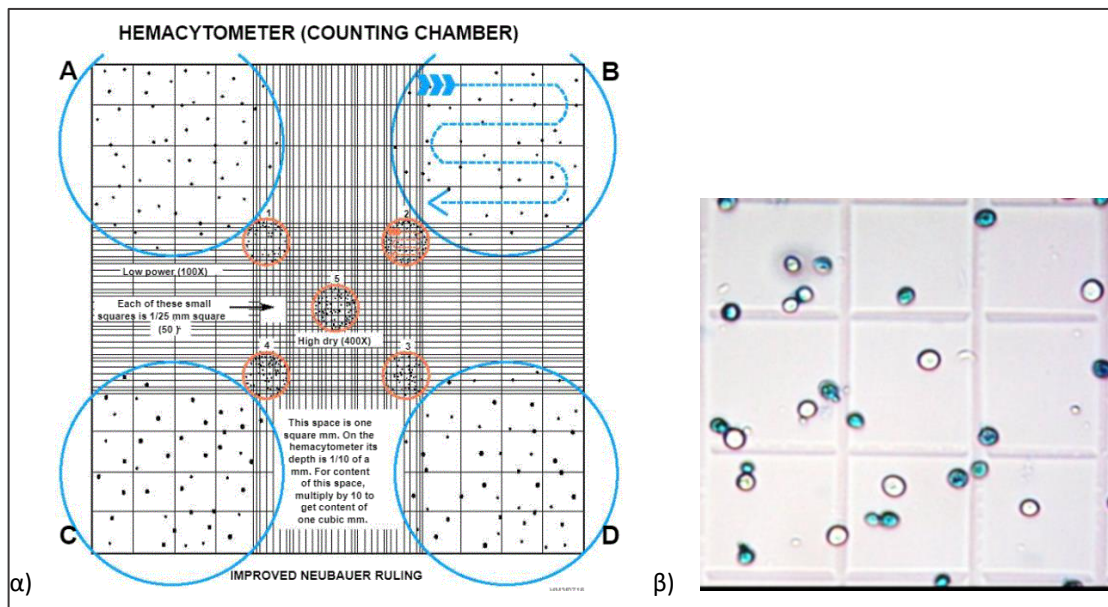 HEMACYTOMETER (COUNTING CHAMBER)
A
B
1
2
Low power (100X)
5
Each of these small
squares is 1/25 mm square
(50 )
High dry (400X)
4
3
This space is one
square mm. On the
hemacytometer its
depth is 1/10 of a
mm. For content
of this space,
multiply by 10 to
get content of
one cubic mm.
C
D
IMPROVED NEUBAUER RULING
α)
β)